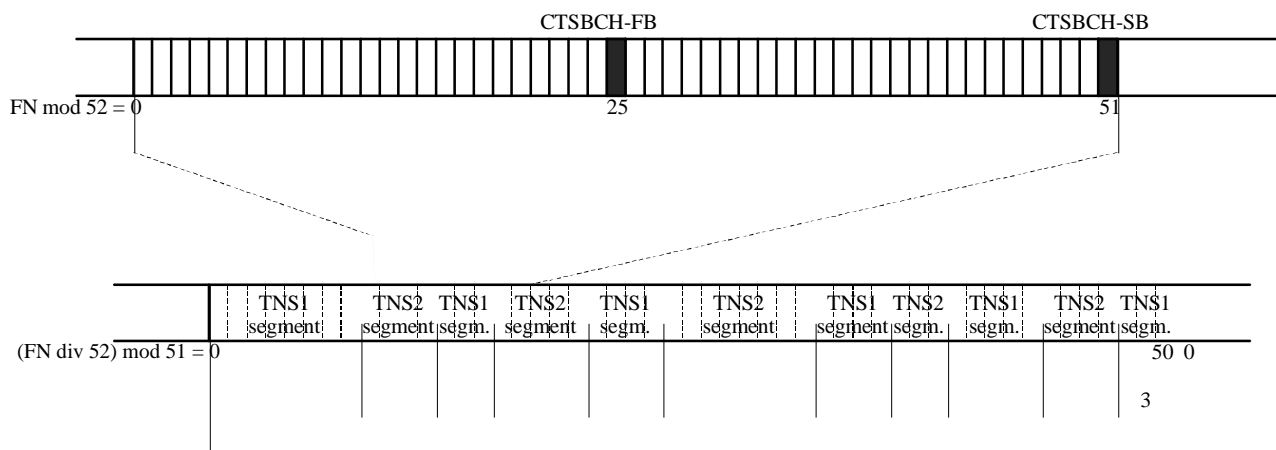 CTSBCH-FB CTSBCH-SB
FN mod 52 = 0 25 51
TNS1 TNS2 TNS1 TNS2 TNS1 TNS2 TNS1 TNS2 TNS1 TNS2 TNS1
segment segment segm. segment segm. segment segment segm. segm. segment segm.
(FN div 52) mod 51 = 0 50 0
3